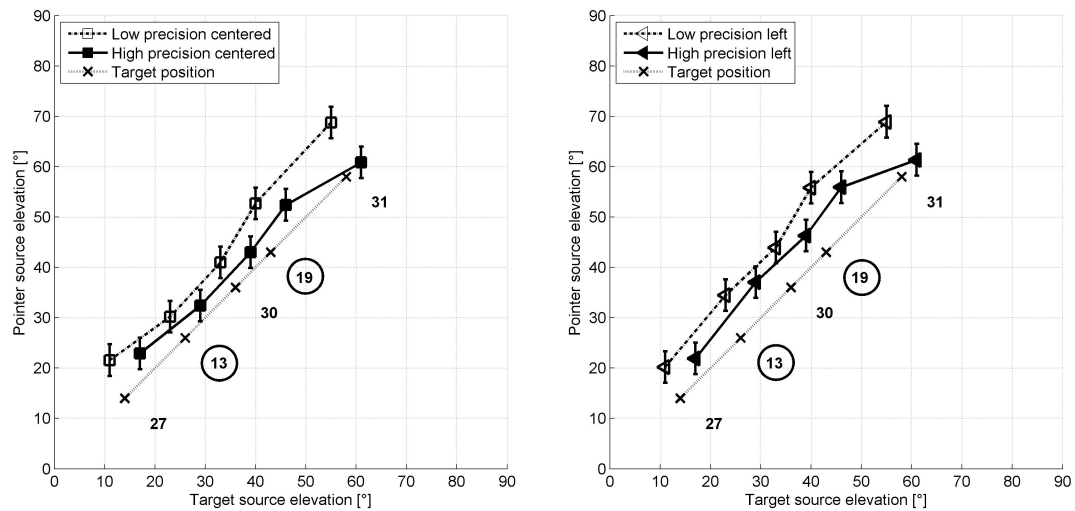 Low precision centered
High precision centered
Target position
Pointer source elevation [°]
90
80
70
60
50
40
30
20
10
0
31
19
30
13
27
0 10 20 30 40 50 60 70 80 90
Target source elevation [°]
Low precision left
High precision left
Target position
Pointer source elevation [°]
90
80
70
60
50
40
30
20
10
0
31
19
30
13
27
0 10 20 30 40 50 60 70 80 90
Target source elevation [°]